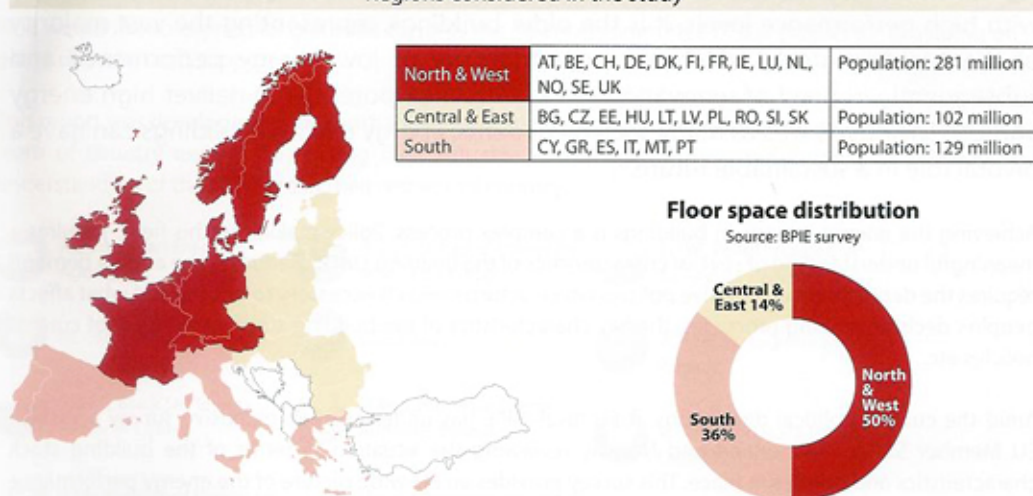 Regions considered in the study
North & West
AT, BE, CH, DE, DK, FI, FR, IE, LU, NL,
NO, SE, UK
Population: 281 million
Central & East
BG, CZ, EE, HU, LT, LV, PL, RO, SI, SK
Population: 102 million
South
CY, GR, ES, IT, MT, PT
Population: 129 million
Floor space distribution
Source: BPIE survey
Central &
East 14%
North
&
West
50%
South
36%